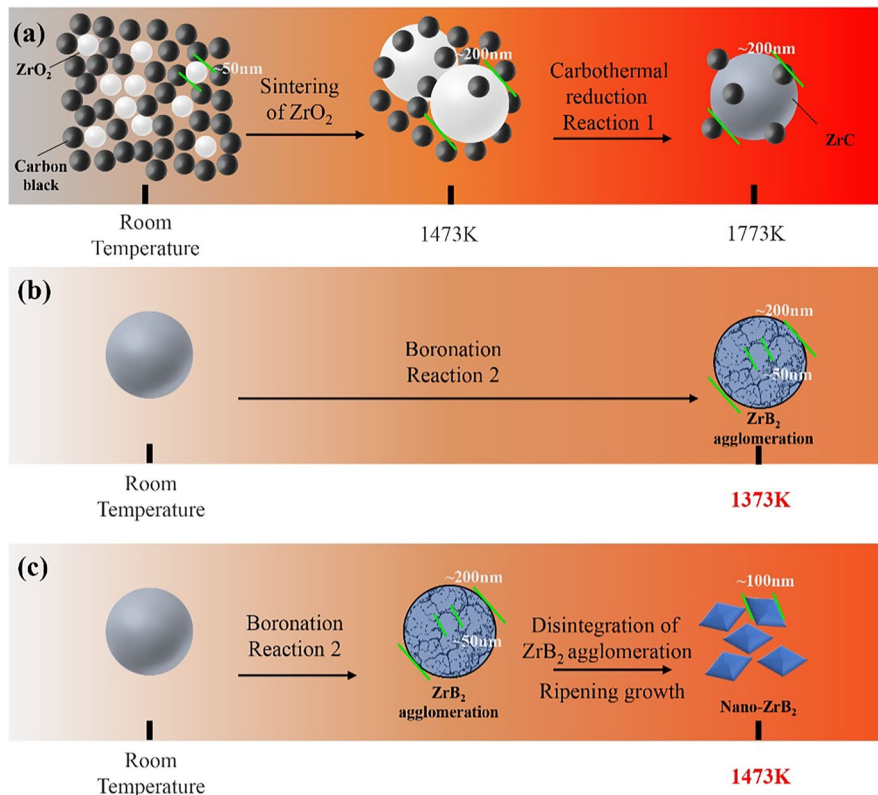 (a)
ZrO2
~50nm
Carbon
black
Sintering
of ZrO2
~200nm
Carbothermal
reduction
Reaction 1
~200nm
ZrC
Room
Temperature
1473K
1773K
(b)
Boronation
Reaction 2
~200nm
~50nm
ZrB2
agglomeration
Room
Temperature
1373K
(c)
Boronation
Reaction 2
~200nm
~50um
ZrB2
agglomeration
Disintegration of
ZrB2 agglomeration
Ripening growth
~100nm
Nano-ZrB2
Room
Temperature
1473K